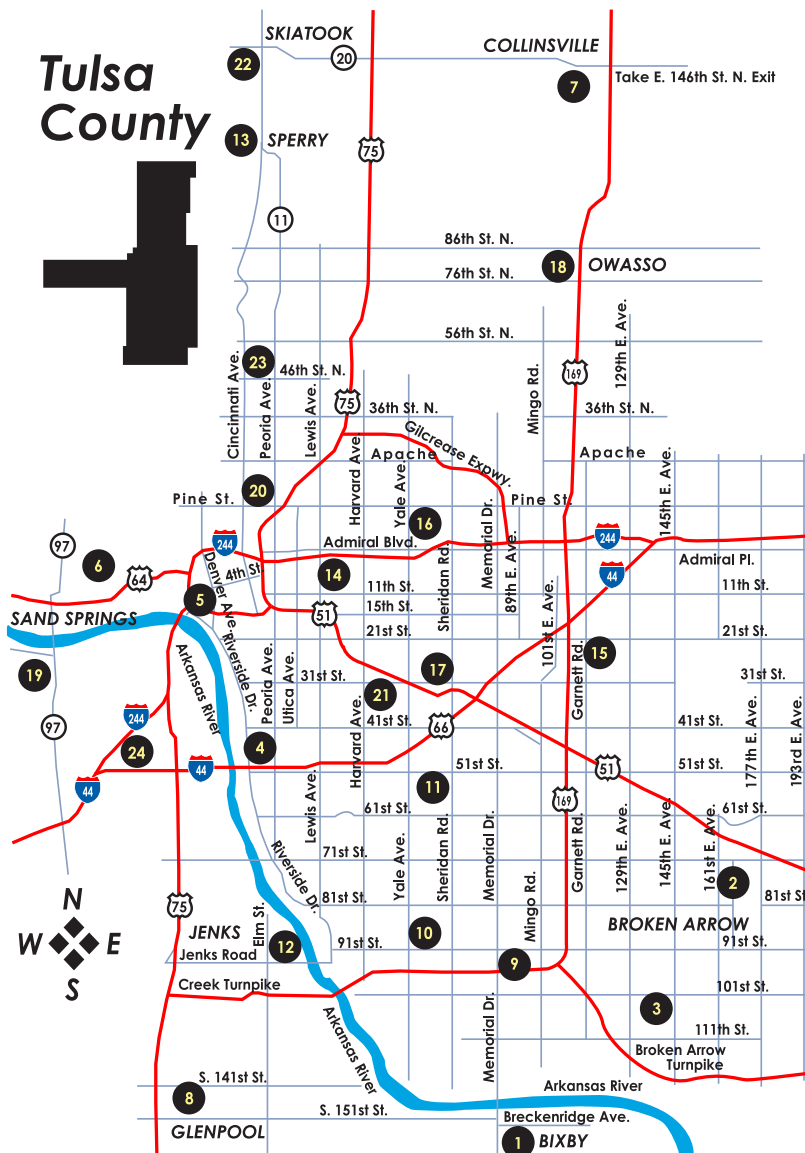 SKIATOOK
COLLINSVILLE
22
20
7
Take E. 146th St. N. Exit
Tulsa
County
13
SPERRY
75
11
86th St. N.
18
OWASSO
76th St. N.
56th St. N.
129th E. Ave.
23
46th St. N.
169
Mingo Rd.
Cincinnati Ave.
Peoria Ave.
Lewis Ave.
75
36th St. N.
36th St. N.
Gilcrease Expwy.
Harvard Ave.
Apache
Apache
Yale Ave.
145th E. Ave.
20
Pine St.
Pine St.
16
Memorial Dr.
97
244
Admiral Blvd.
244
Sheridan Rd.
89th E. Ave.
Admiral Pl.
6
64
Denver Ave.
4th St.
14
44
11th St.
11th St.
5
15th St.
51
101st E. Ave.
SAND SPRINGS
21st St.
21st St.
Riverside Dr.
Arkansas River
15
19
Peoria Ave.
Utica Ave.
31st St.
17
Garnett Rd.
31st St.
21
244
Harvard Ave.
41st St.
66
41st St.
177th E. Ave.
193rd E. Ave.
97
24
4
44
51st St.
51
51st St.
44
11
169
Lewis Ave.
61st St.
61st St.
Riverside Dr.
71st St.
Yale Ave.
Sheridan Rd.
Memorial Dr.
Garnett Rd.
129th E. Ave.
145th E. Ave.
161st E. Ave.
2
81st St.
81st St.
Mingo Rd.
N
W E
S
75
JENKS
Elm St.
12
91st St.
10
BROKEN ARROW
91st St.
Jenks Road
9
Creek Turnpike
101st St.
3
Arkansas River
Memorial Dr.
111th St.
Broken Arrow
Turnpike
S. 141st St.
Arkansas River
8
S. 151st St.
Breckenridge Ave.
GLENPOOL
1
BIXBY